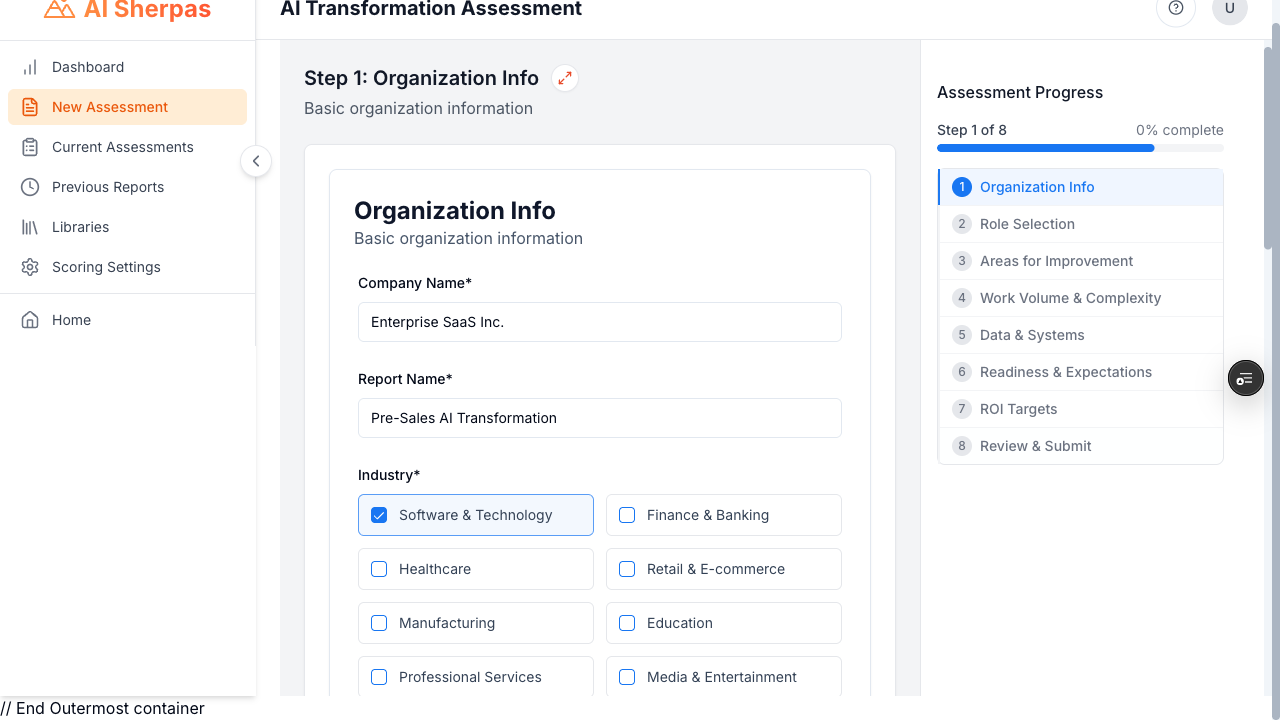 AI Sherpas
AI Transformation Assessment
U
Dashboard
New Assessment
Current Assessments
Previous Reports
Libraries
Scoring Settings
Home
Step 1: Organization Info
Basic organization information
Organization Info
Basic organization information
Company Name*
Enterprise SaaS Inc.
Report Name*
Pre-Sales AI Transformation
Industry*
Software & Technology
Finance & Banking
Healthcare
Retail & E-commerce
Manufacturing
Education
Professional Services
Media & Entertainment
Assessment Progress
Step 1 of 8
0% complete
1 Organization Info
2 Role Selection
3 Areas for Improvement
4 Work Volume & Complexity
5 Data & Systems
6 Readiness & Expectations
7 ROI Targets
8 Review & Submit
// End Outermost container